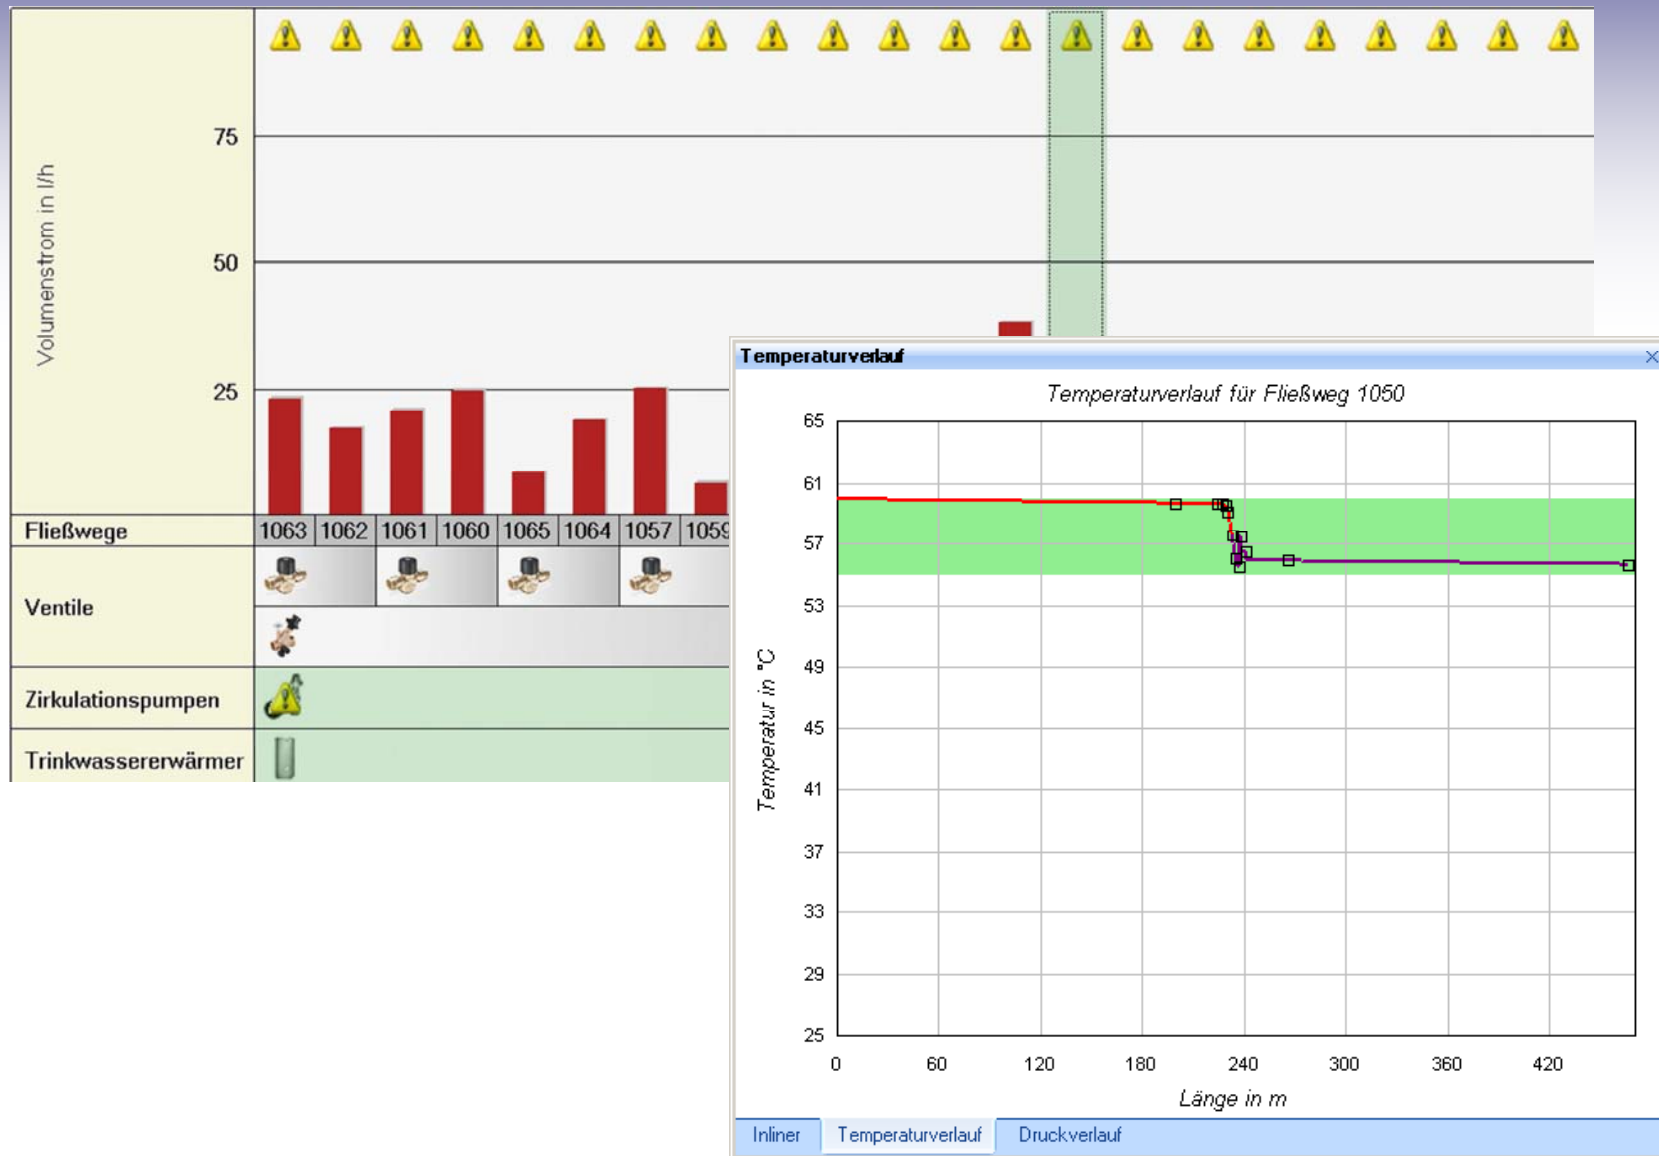 75
Volumenstrom in l/h
50
25
Fließwege
1063 1062 1061 1060 1065 1064 1057 1059
Ventile
Zirkulationspumpen
Trinkwassererwärmer
Temperaturverlauf
Temperaturverlauf für Fließweg 1050
65
61
57
53
49
45
41
37
33
29
25
Temperatur in °C
0 60 120 180 240 300 360 420
Länge in m
Inliner Temperaturverlauf Druckverlauf